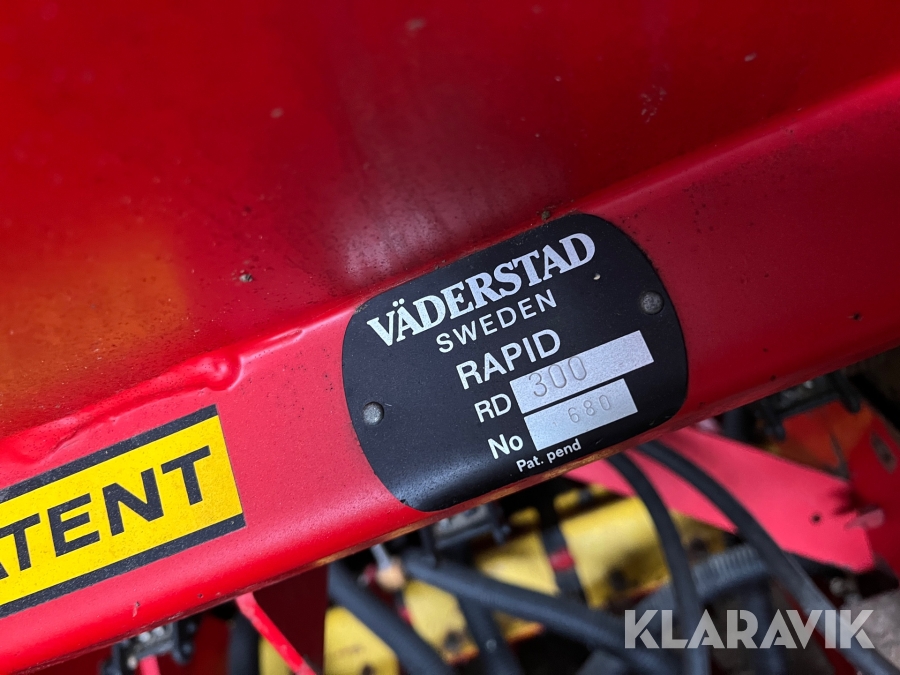 VÄDERSTAD
SWEDEN
RAPID
RD 300
No 680
Pat. pend
ATENT
KLARAVIK